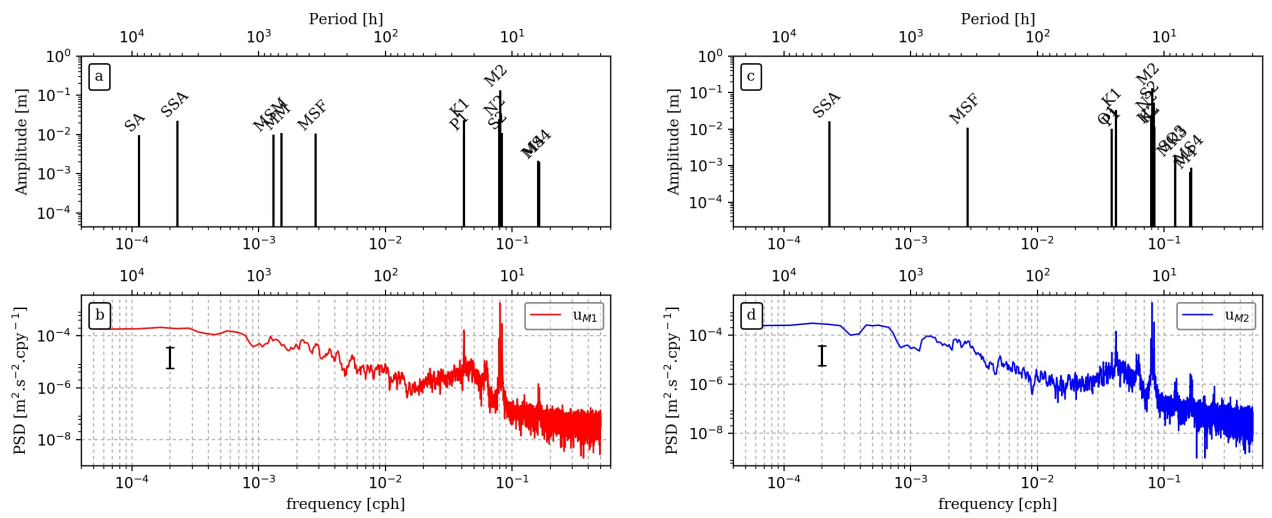 Period [h]
10⁴ 10³ 10² 10¹
Amplitude [m]
10⁰
10⁻¹
10⁻²
10⁻³
10⁻⁴
a
SA SSA MSM MM MSF K1 P1 M2 N2 S2 MS4
10⁻⁴ 10⁻³ 10⁻² 10⁻¹
Period [h]
10⁴ 10³ 10² 10¹
Amplitude [m]
10⁰
10⁻¹
10⁻²
10⁻³
10⁻⁴
c
SSA MSF K1 P1 M2 S2 MS4
10⁻⁴ 10⁻³ 10⁻² 10⁻¹
10⁴ 10³ 10² 10¹
PSD [m².s⁻².cpy⁻¹]
10⁻⁴
10⁻⁶
10⁻⁸
b
u_M1
10⁻⁴ 10⁻³ 10⁻² 10⁻¹
frequency [cph]
10⁴ 10³ 10² 10¹
PSD [m².s⁻².cpy⁻¹]
10⁻⁴
10⁻⁶
10⁻⁸
d
u_M2
10⁻⁴ 10⁻³ 10⁻² 10⁻¹
frequency [cph]